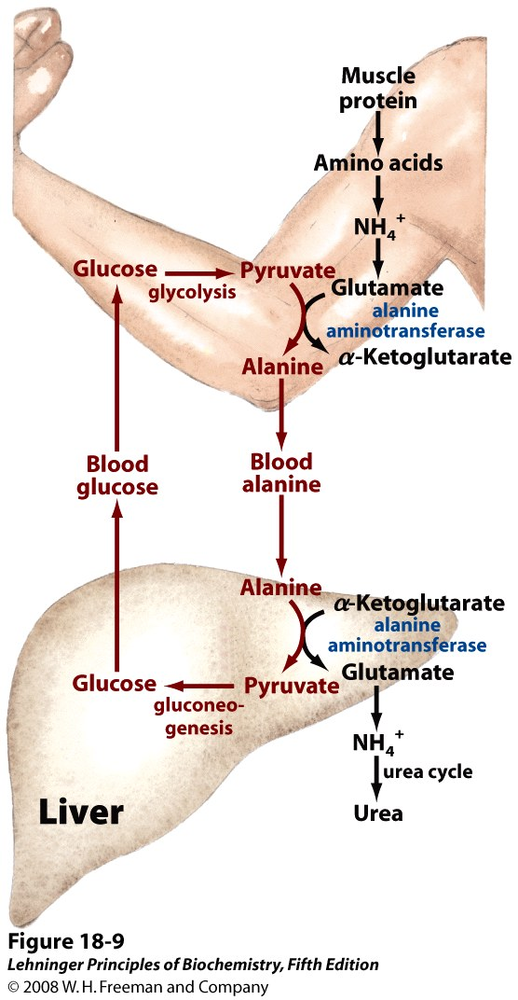 Muscle
protein
Amino acids
NH₄⁺
Glucose
glycolysis
Pyruvate
Glutamate
alanine
aminotransferase
Alanine
α-Ketoglutarate
Blood
glucose
Blood
alanine
Alanine
α-Ketoglutarate
alanine
aminotransferase
Glutamate
Glucose
gluconeo-
genesis
Pyruvate
NH₄⁺
urea cycle
Urea
Liver
Figure 18-9
Lehninger Principles of Biochemistry, Fifth Edition
© 2008 W. H. Freeman and Company